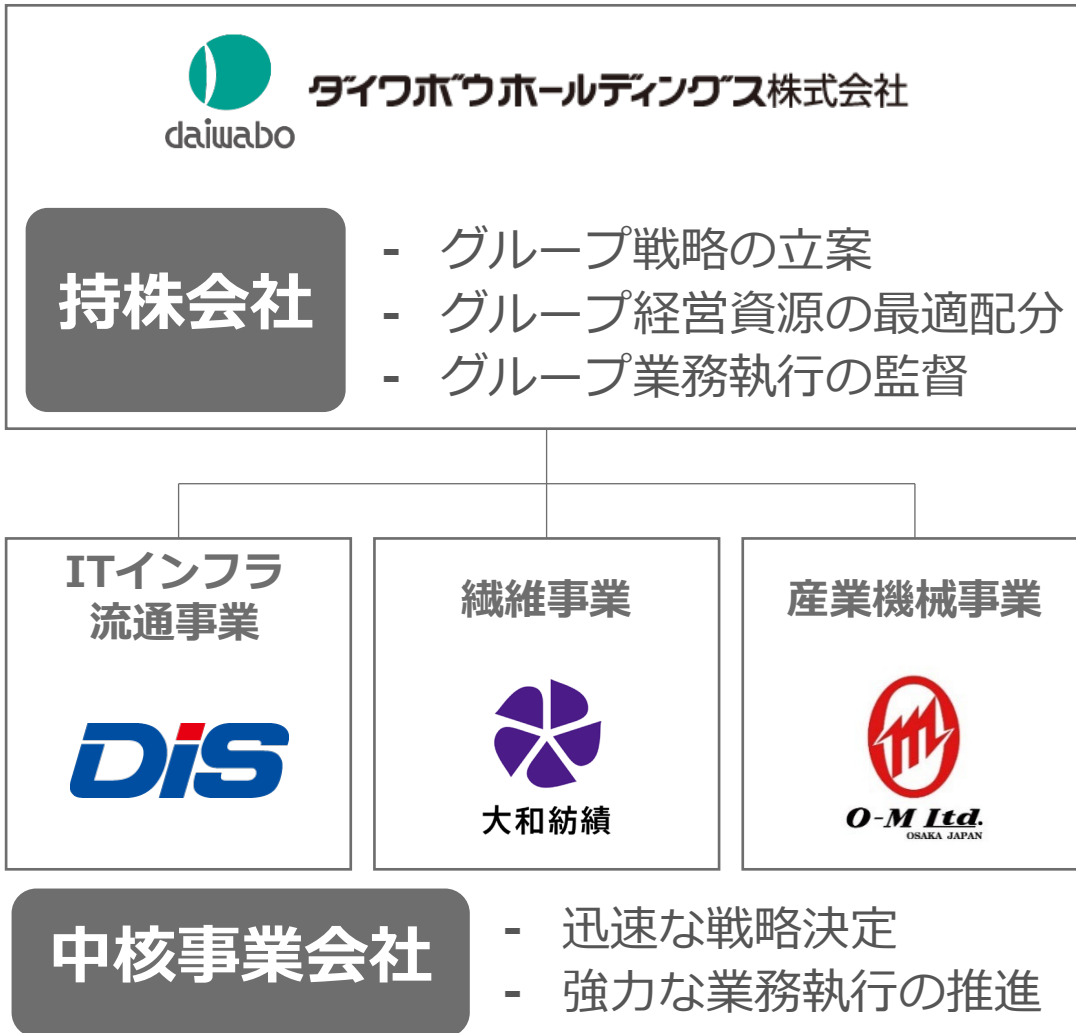 daiwabo
ダイワボウホールディングス株式会社
持株会社
- グループ戦略の立案
- グループ経営資源の最適配分
- グループ業務執行の監督
ITインフラ
流通事業
DiS
繊維事業
大和紡績
産業機械事業
O-M Ltd.
OSAKA JAPAN
中核事業会社
- 迅速な戦略決定
- 強力な業務執行の推進